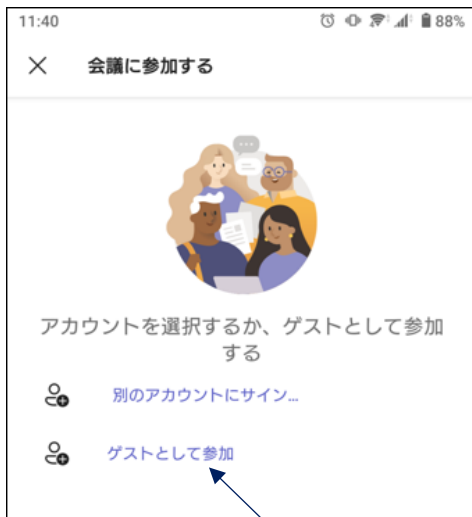 11:40 88%
会議に参加する
アカウントを選択するか、ゲストとして参加
する
別のアカウントにサイン...
ゲストとして参加